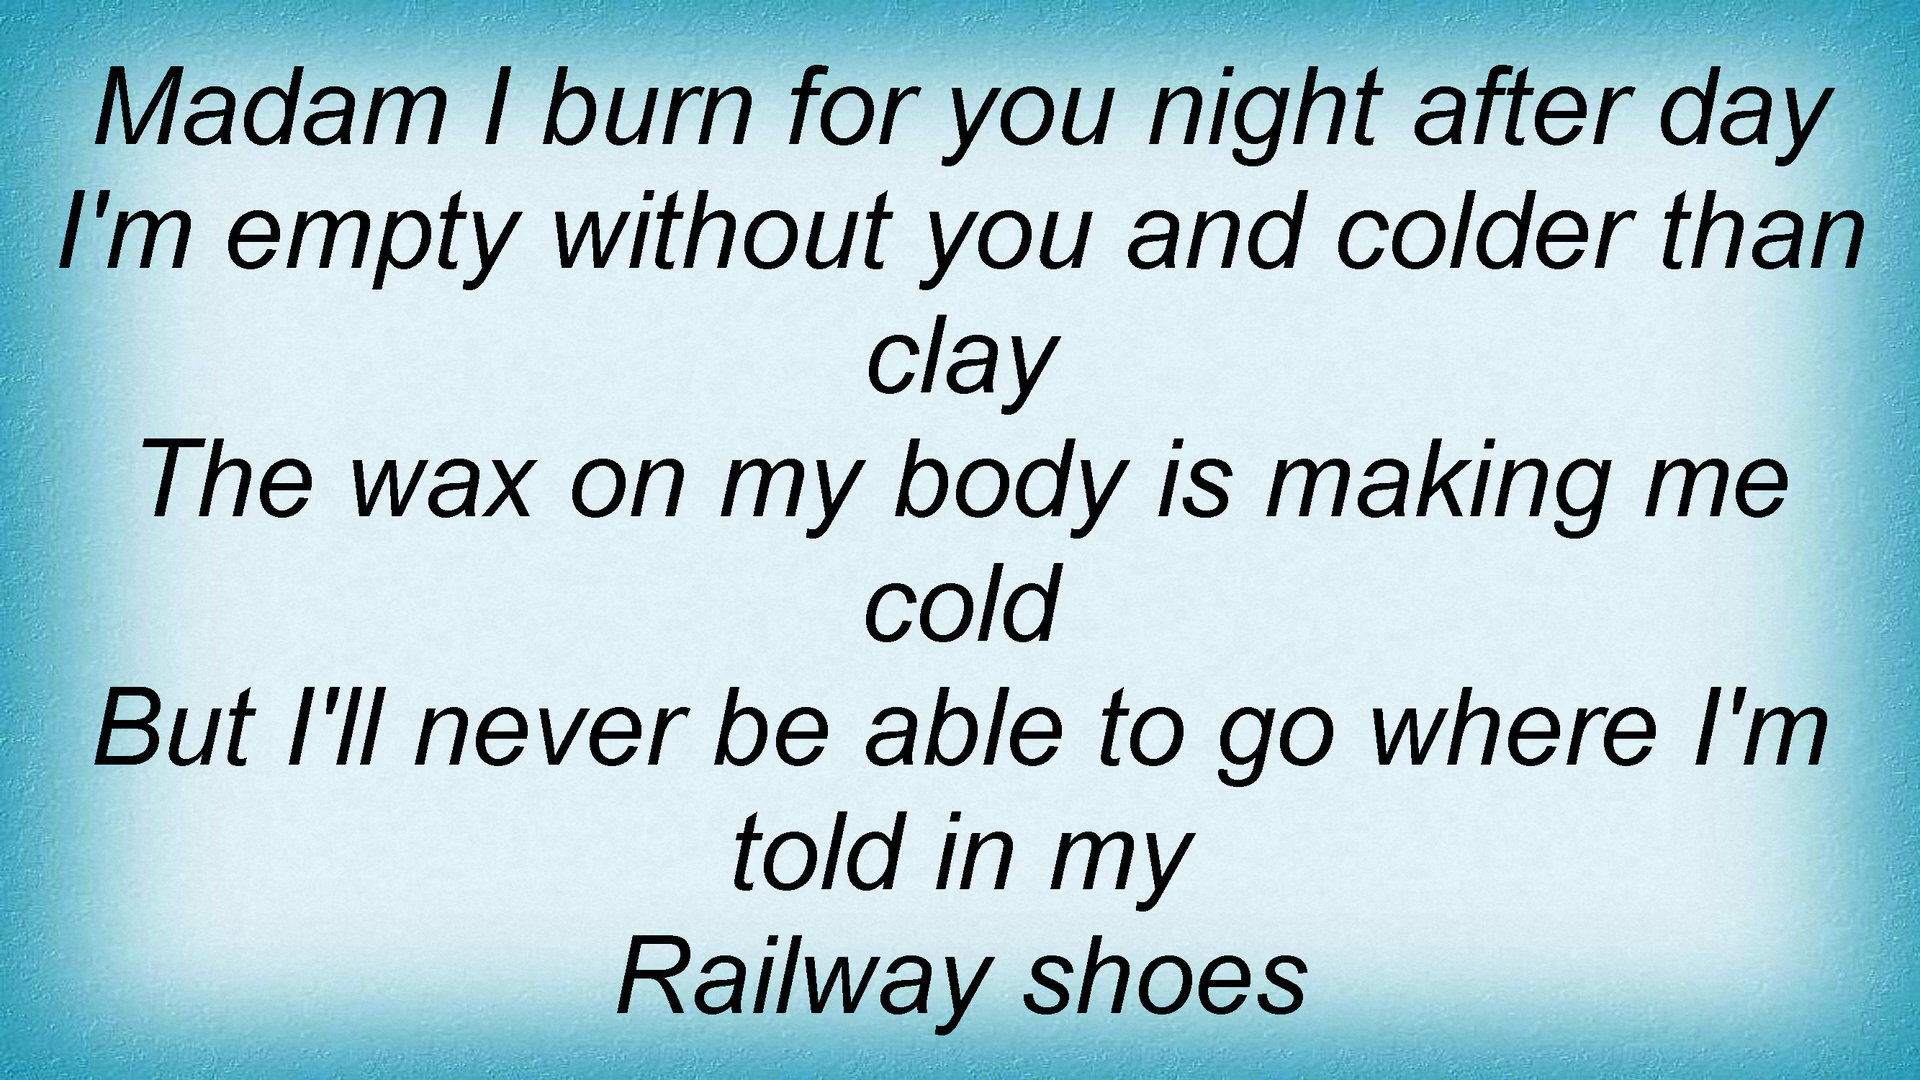 Madam I burn for you night after day
I'm empty without you and colder than
clay
The wax on my body is making me
cold
But I'll never be able to go where I'm
told in my
Railway shoes